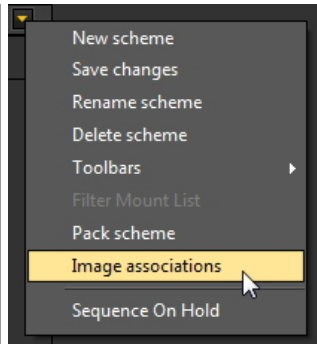 New scheme
Save changes
Rename scheme
Delete scheme
Toolbars
Filter Mount List
Pack scheme
Image associations
Sequence On Hold